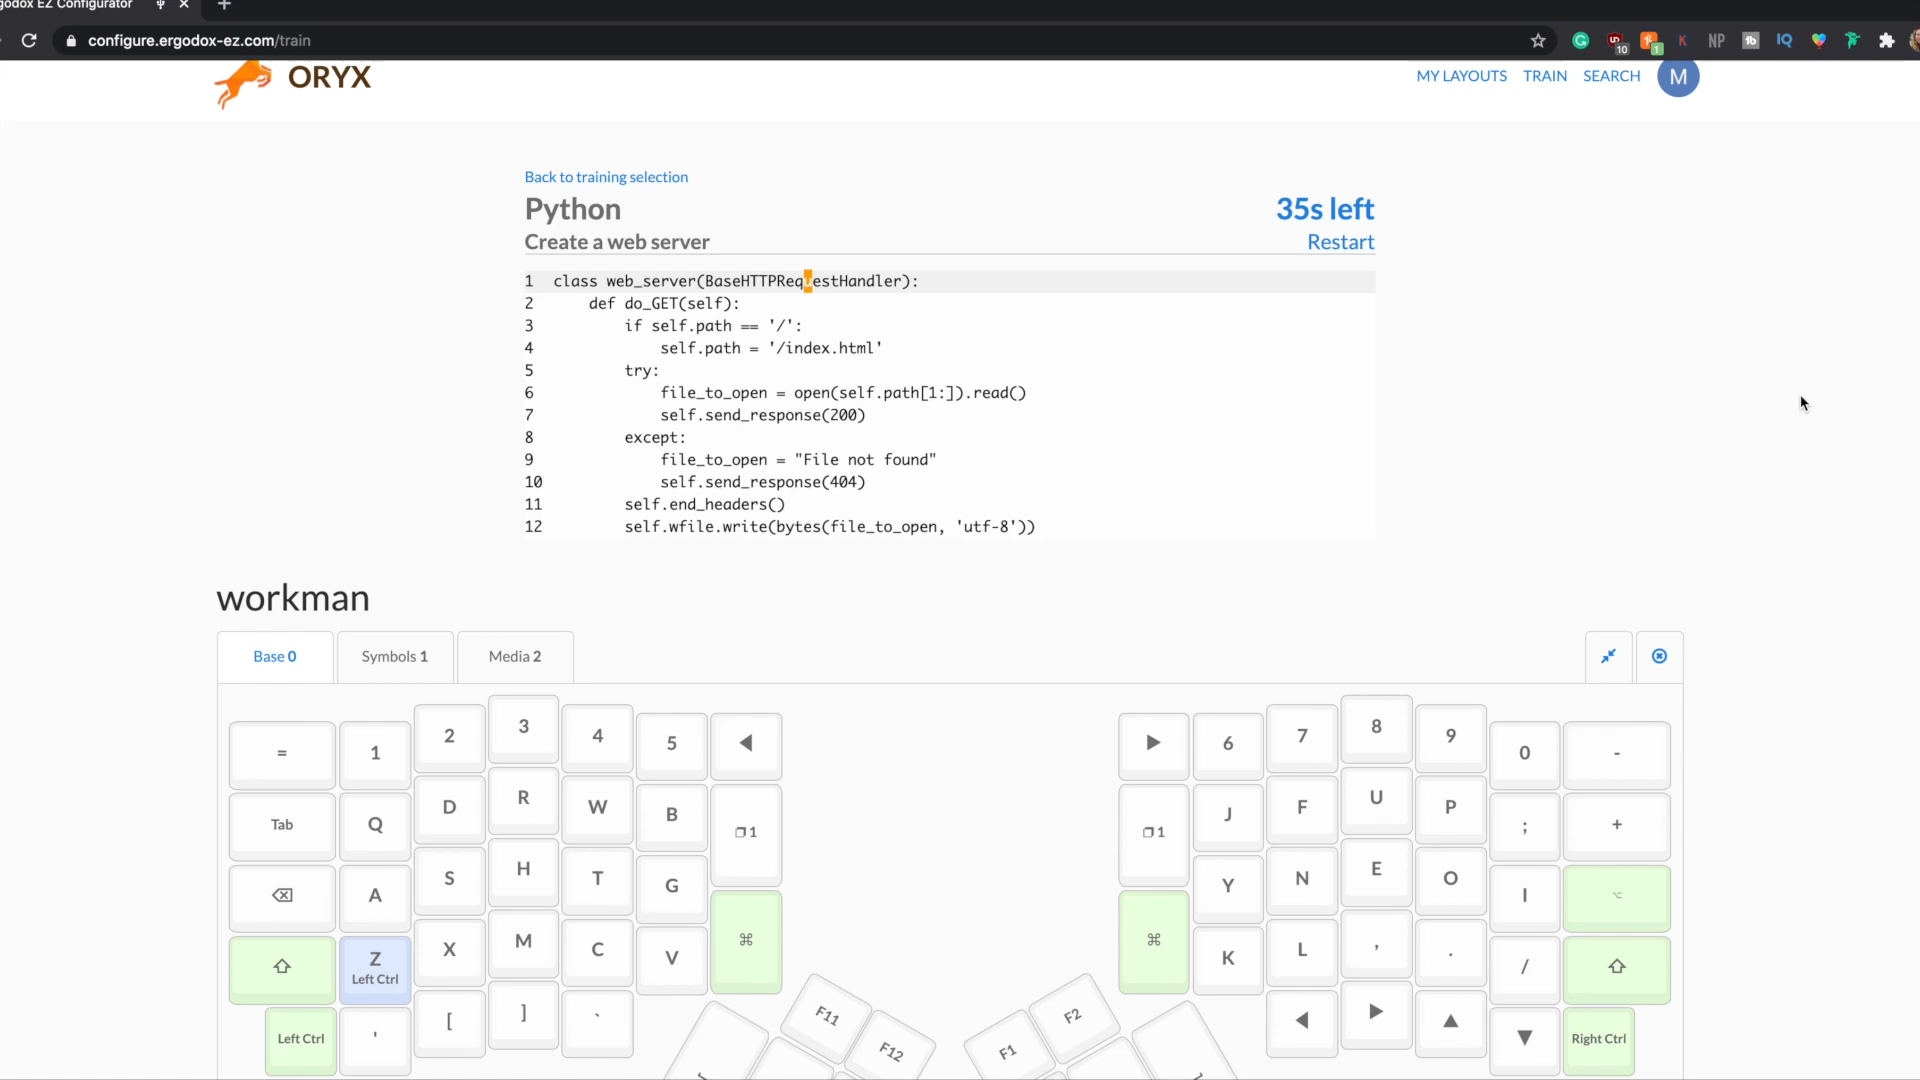 godox EZ Configurator
configure.ergodox-ez.com/train
10
1
K
NP
IQ
ORYX
MY LAYOUTS TRAIN SEARCH M
Back to training selection
Python
35s left
Create a web server
Restart
1 class web_server(BaseHTTPRequestHandler):
2 def do_GET(self):
3 if self.path == '/':
4 self.path = '/index.html'
5 try:
6 file_to_open = open(self.path[1:]).read()
7 self.send_response(200)
8 except:
9 file_to_open = "File not found"
10 self.send_response(404)
11 self.end_headers()
12 self.wfile.write(bytes(file_to_open, 'utf-8'))
workman
Base 0 Symbols 1 Media 2
= 1 2 3 4 5 6 7 8 9 0 -
Tab Q D R W B 1 1 J F U P ; +
A S H T G Y N E O I
Z X M C V K L , . /
Left Ctrl
Left Ctrl ' [ ] ` Right Ctrl
F11 F12 F1 F2